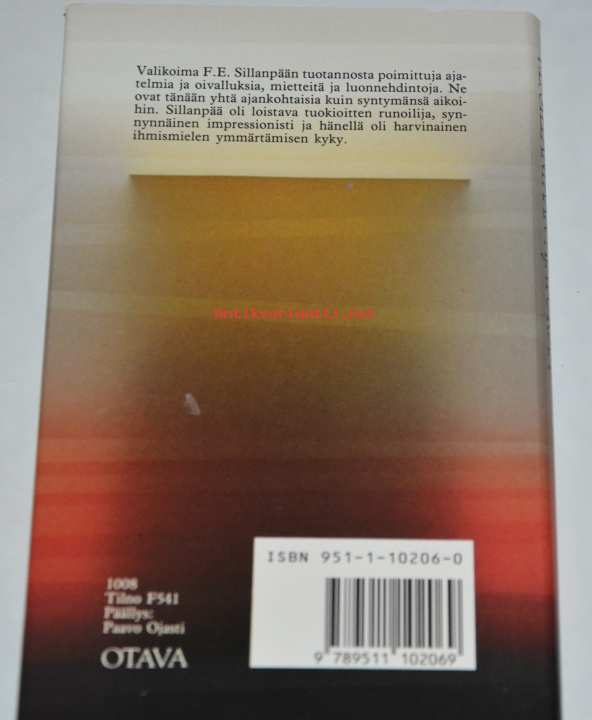 Valikoima F.E. Sillanpään tuotannosta poimittuja aja-
telmia ja oivalluksia, mietteitä ja luonnehdintoja. Ne
ovat tänään yhtä ajankohtaisia kuin syntymänsä aikoi-
hin. Sillanpää oli loistava tuokioitten runoilija, syn-
nynnäinen impressionisti ja hänellä oli harvinainen
ihmismielen ymmärtämisen kyky.
ISBN 951-1-10206-0
9 789511 102069
1008
Tilno F541
Päällys:
Paavo Ojasti
OTAVA